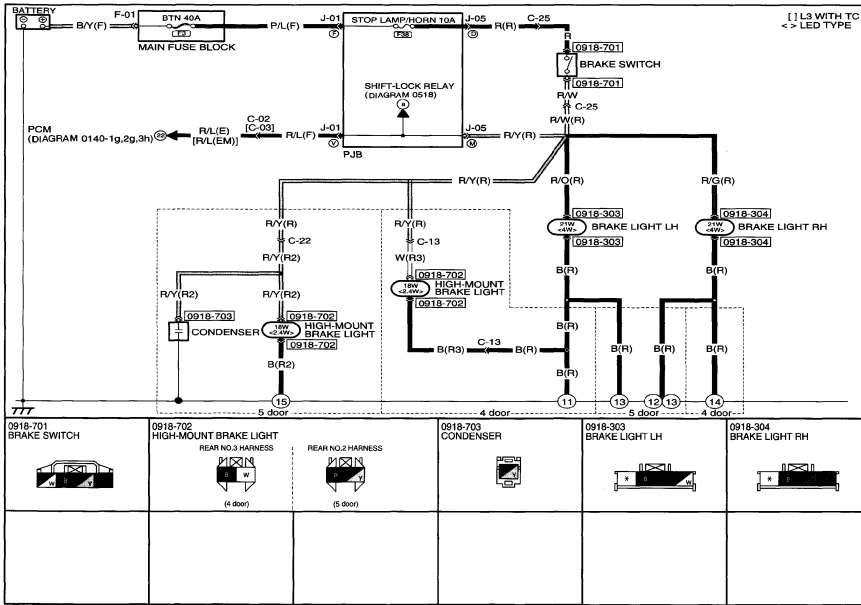 BATTERY
B/Y(F)
F-01
BTN 40A
MAIN FUSE BLOCK
P/L(F)
J-01
F
STOP LAMP/HORN 10A
F38
J-05
D
R(R)
C-25
[ ] L3 WITH TC
< > LED TYPE
R
0918-701
BRAKE SWITCH
0918-701
R/W
C-25
R/W(R)
SHIFT-LOCK RELAY
(DIAGRAM 0518)
PCM
(DIAGRAM 0140-1g,2g,3h)
22
R/L(E)
[R/L(EM)]
C-02
[C-03]
R/L(F)
J-01
V
PJB
J-05
M
R/Y(R)
R/Y(R)
R/O(R)
R/G(R)
R/Y(R)
C-22
R/Y(R2)
R/Y(R)
C-13
W(R3)
0918-303
21W
<4W>
BRAKE LIGHT LH
0918-303
0918-304
21W
<4W>
BRAKE LIGHT RH
0918-304
B(R)
B(R)
R/Y(R2)
R/Y(R2)
0918-702
18W
<2.4W>
HIGH-MOUNT
BRAKE LIGHT
0918-702
0918-703
CONDENSER
0918-702
18W
<2.4W>
HIGH-MOUNT
BRAKE LIGHT
0918-702
B(R2)
B(R3)
C-13
B(R)
B(R)
B(R)
B(R)
B(R)
B(R)
15
11
13
12
13
14
5 door
4 door
5 door
4 door
0918-701
BRAKE SWITCH
W
B
Y
0918-702
HIGH-MOUNT BRAKE LIGHT
REAR NO.3 HARNESS
B
W
(4 door)
REAR NO.2 HARNESS
B
Y
(5 door)
0918-703
CONDENSER
Y
0918-303
BRAKE LIGHT LH
*
B
W
0918-304
BRAKE LIGHT RH
*
B